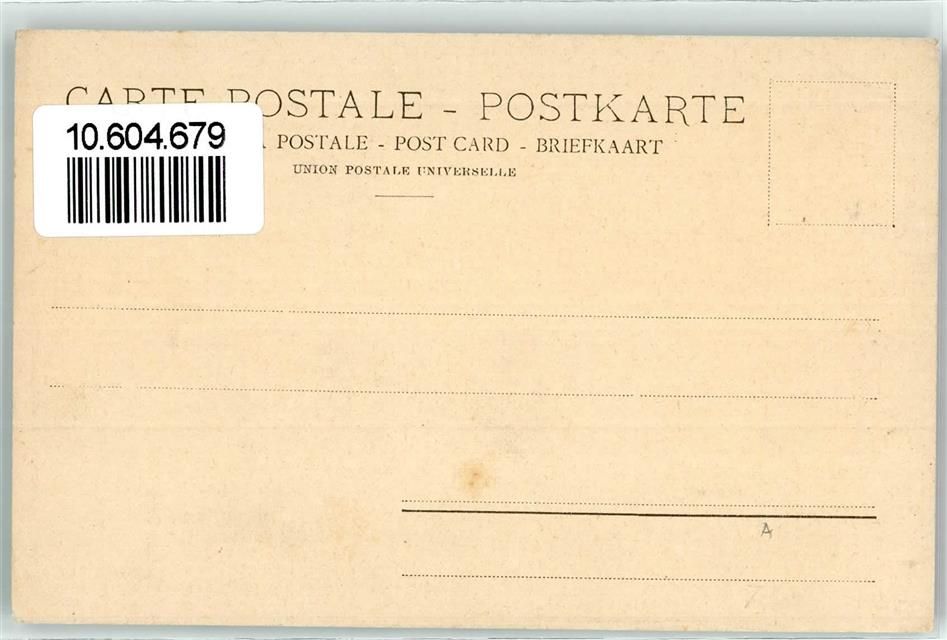 CARTE POSTALE - POSTKARTE
10.604.679
POSTALE - POST CARD - BRIEFKAART
UNION POSTALE UNIVERSELLE
A